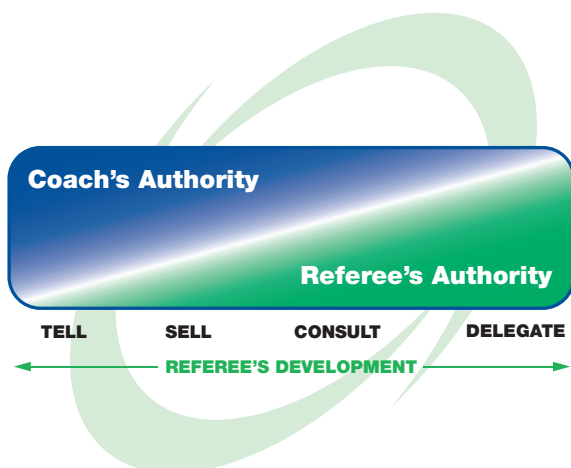 Coach's Authority
Referee's Authority
TELL SELL CONSULT DELEGATE
REFEREE'S DEVELOPMENT